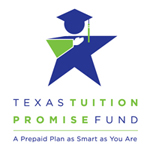 TEXAS TUITION
PROMISE FUND
A Prepaid Plan as Smart as You Are